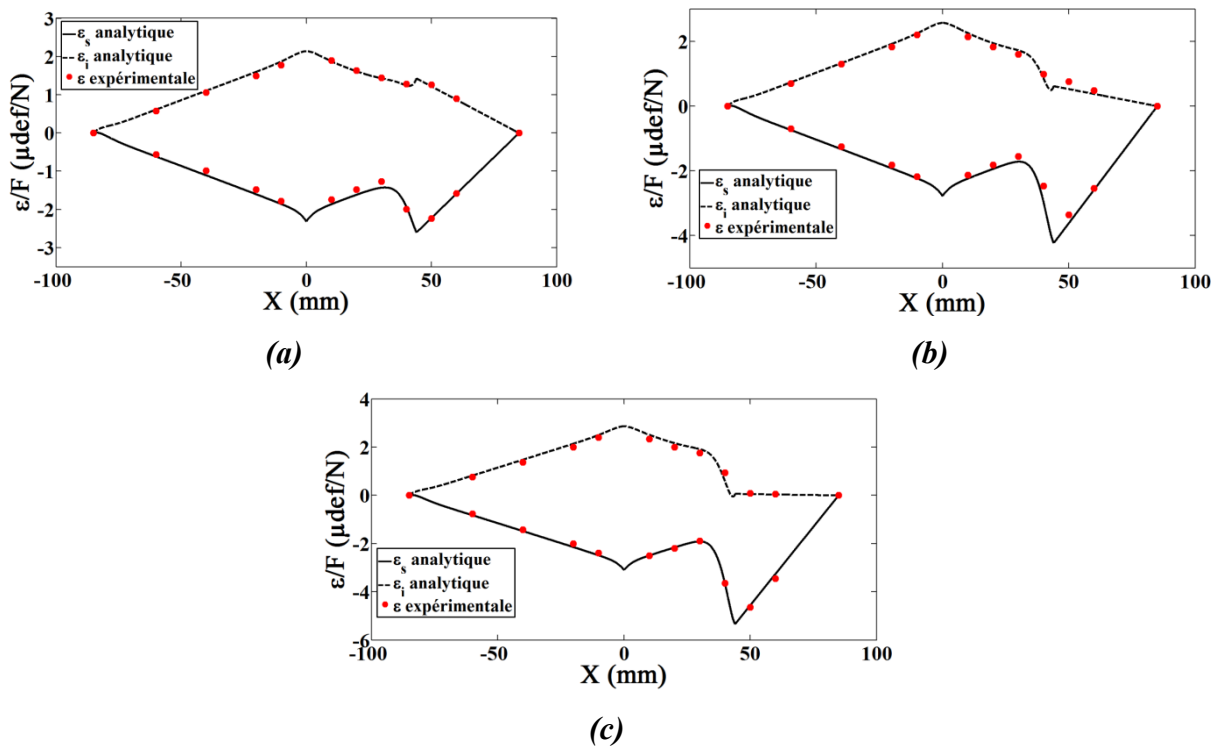 3
2
1
0
-1
-2
-3
-100
-50
0
50
100
ε/F (µdef/N)
X (mm)
εs analytique
εi analytique
ε expérimentale
(a)
2
0
-2
-4
-100
-50
0
50
100
ε/F (µdef/N)
X (mm)
εs analytique
εi analytique
ε expérimentale
(b)
4
2
0
-2
-4
-6
-100
-50
0
50
100
ε/F (µdef/N)
X (mm)
εs analytique
εi analytique
ε expérimentale
(c)